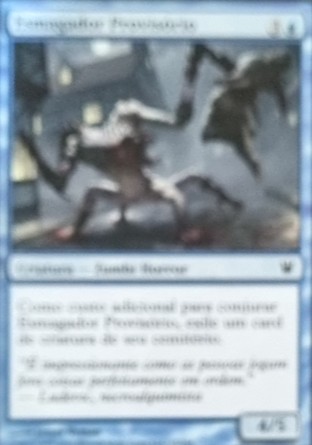 Esmagador Provisório 1
Criatura — Zumbi Horror
Como custo adicional para conjurar
Esmagador Provisório, exile um card
de criatura de seu cemitério.
"É impressionante como as pessoas jogam
fora coisas perfeitamente em ordem."
— Ludevic, necroalquimista
4/5